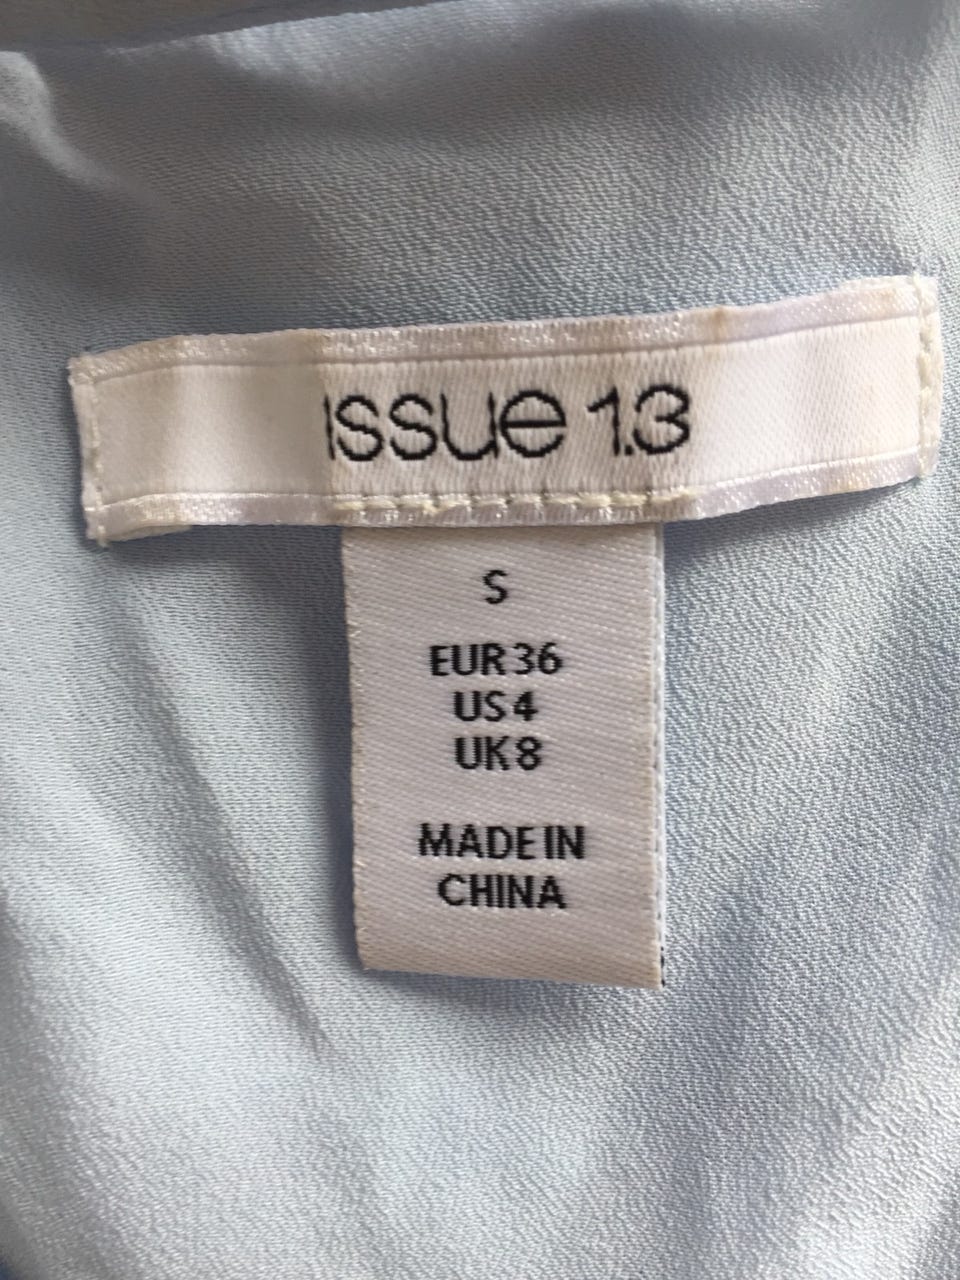 ISSUE 1.3
S
EUR 36
US 4
UK 8
MADE IN
CHINA